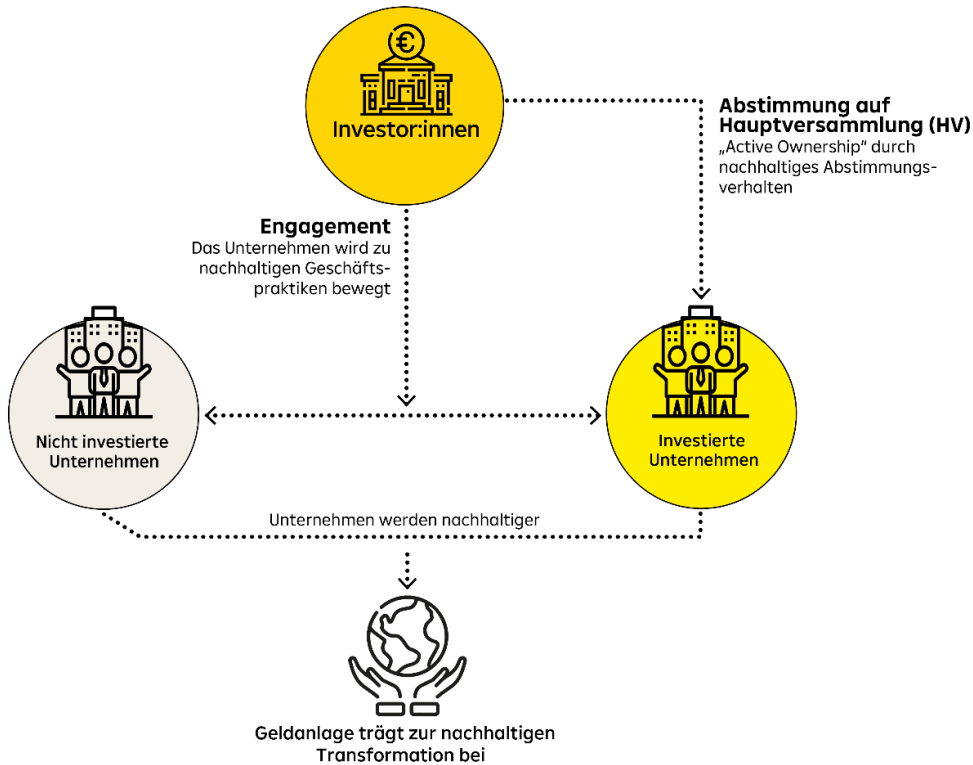 €
Investor:innen
Abstimmung auf
Hauptversammlung (HV)
„Active Ownership“ durch
nachhaltiges Abstimmungs-
verhalten
Engagement
Das Unternehmen wird zu
nachhaltigen Geschäfts-
praktiken bewegt
Nicht investierte
Unternehmen
Investierte
Unternehmen
Unternehmen werden nachhaltiger
Geldanlage trägt zur nachhaltigen
Transformation bei